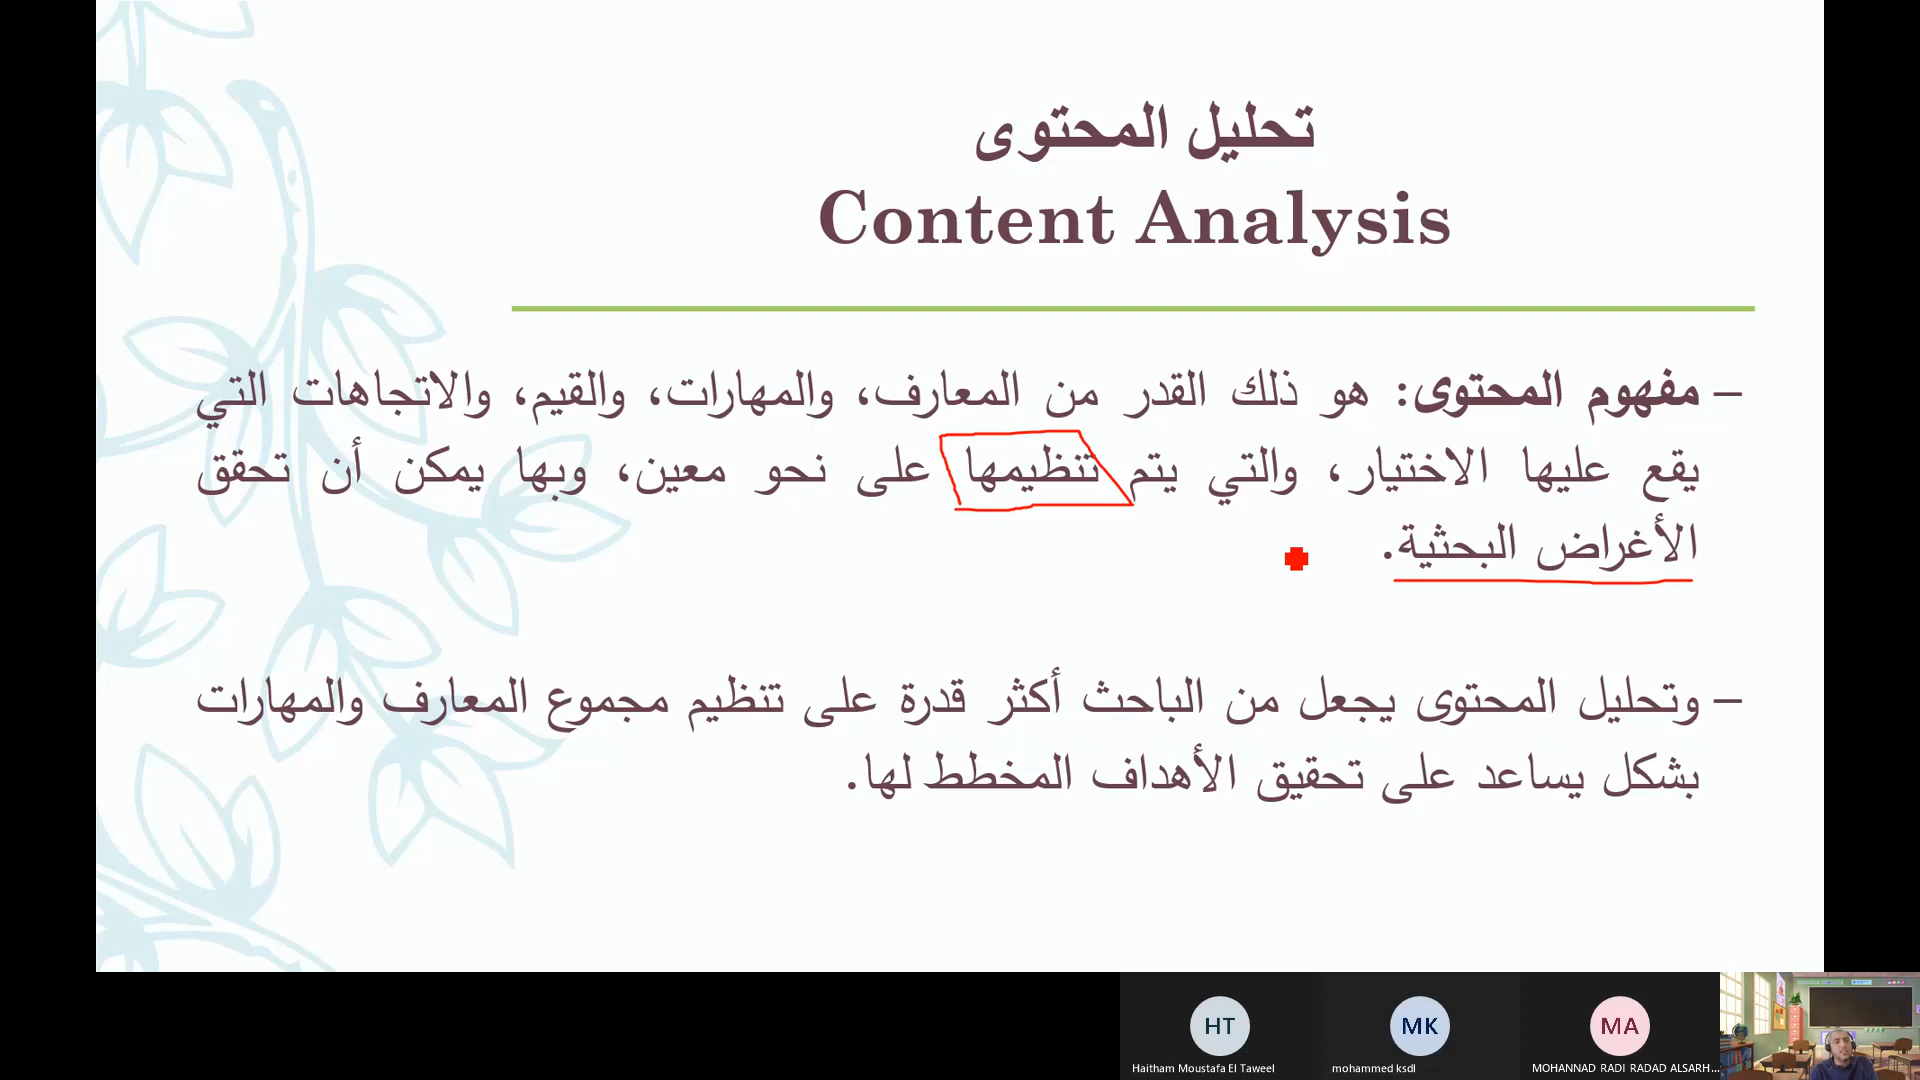 تحليل المحتوى
Content Analysis
– مفهوم المحتوى: هو ذلك القدر من المعارف، والمهارات، والقيم، والاتجاهات التي
يقع عليها الاختيار، والتي يتم تنظيمها على نحو معين، وبها يمكن أن تحقق
الأغراض البحثية.
– وتحليل المحتوى يجعل من الباحث أكثر قدرة على تنظيم مجموع المعارف والمهارات
بشكل يساعد على تحقيق الأهداف المخطط لها.
HT
MK
MA
Haitham Moustafa El Taweel
mohammed ksdl
MOHANNAD RADI RADAD ALSARH...